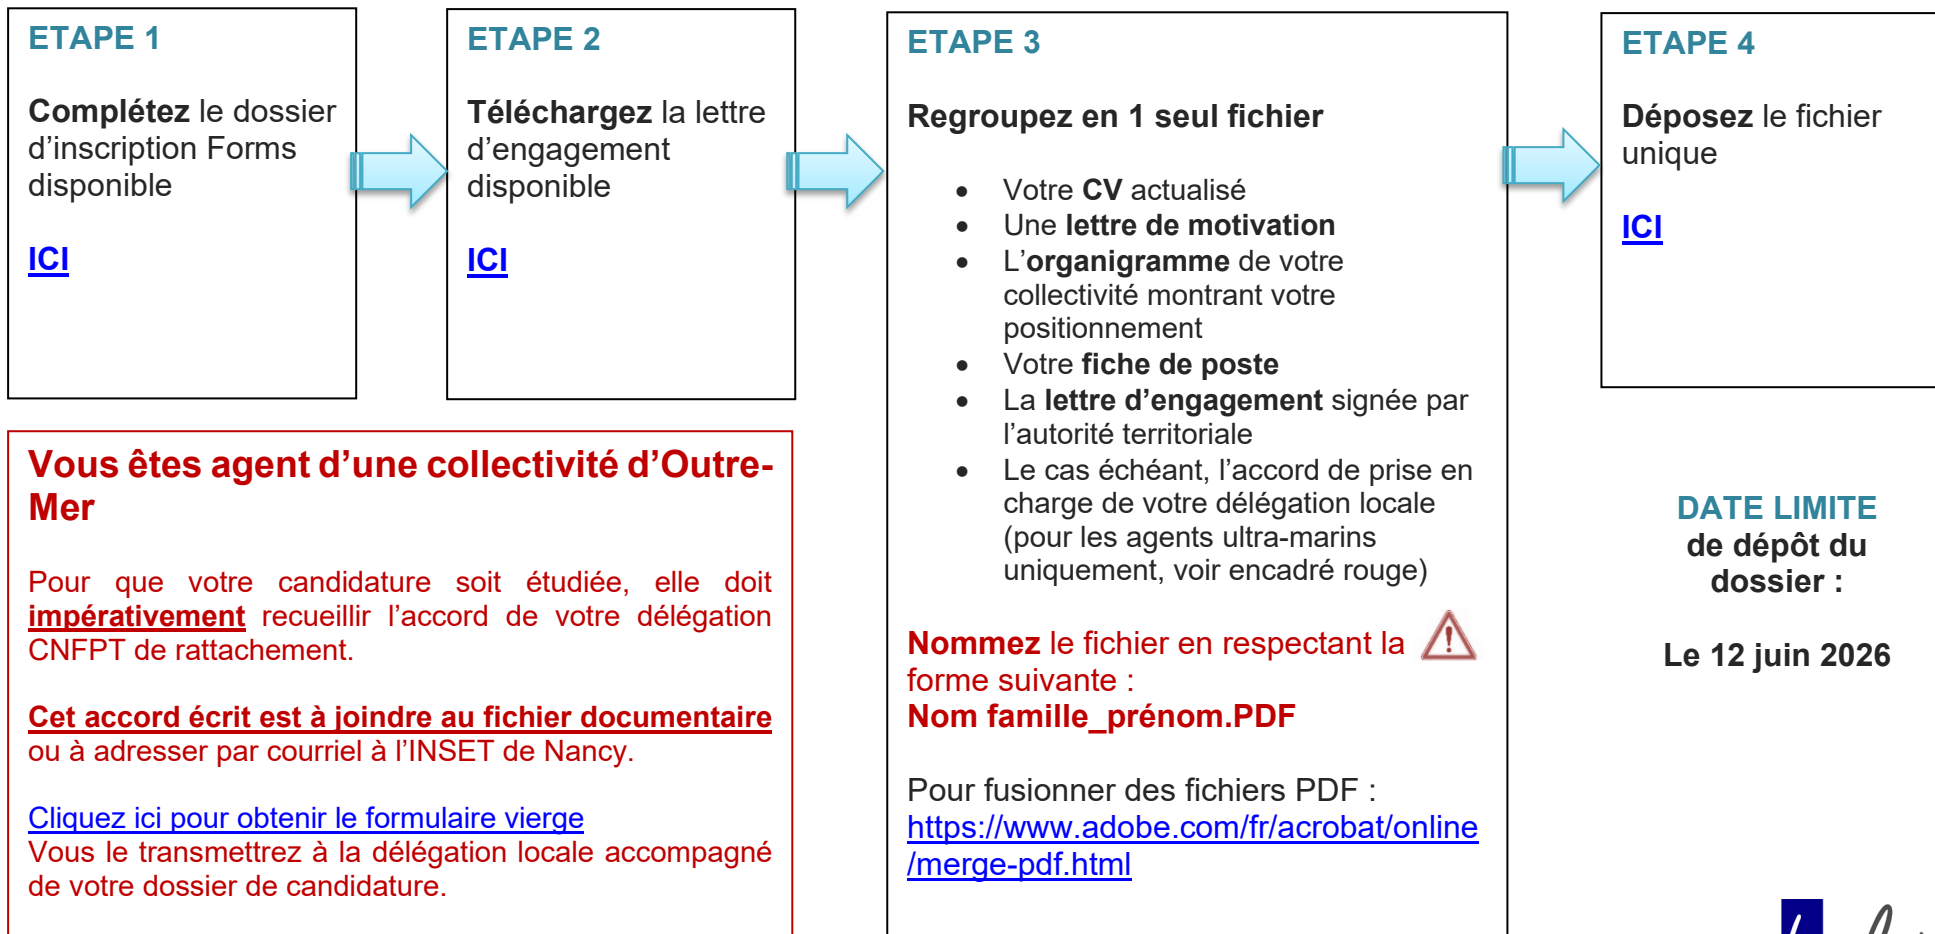 ETAPE 1
Complétez le dossier
d’inscription Forms
disponible
ICI
ETAPE 2
Téléchargez la lettre
d’engagement
disponible
ICI
ETAPE 3
Regroupez en 1 seul fichier
• Votre CV actualisé
• Une lettre de motivation
• L’organigramme de votre
collectivité montrant votre
positionnement
• Votre fiche de poste
• La lettre d’engagement signée par
l’autorité territoriale
• Le cas échéant, l’accord de prise en
charge de votre délégation locale
(pour les agents ultra-marins
uniquement, voir encadré rouge)
Nommez le fichier en respectant la
forme suivante :
Nom famille_prénom.PDF
Pour fusionner des fichiers PDF :
https://www.adobe.com/fr/acrobat/online
/merge-pdf.html
ETAPE 4
Déposez le fichier
unique
ICI
DATE LIMITE
de dépôt du
dossier :
Le 12 juin 2026
Vous êtes agent d’une collectivité d’Outre-
Mer
Pour que votre candidature soit étudiée, elle doit
impérativement recueillir l’accord de votre délégation
CNFPT de rattachement.
Cet accord écrit est à joindre au fichier documentaire
ou à adresser par courriel à l’INSET de Nancy.
Cliquez ici pour obtenir le formulaire vierge
Vous le transmettrez à la délégation locale accompagné
de votre dossier de candidature.